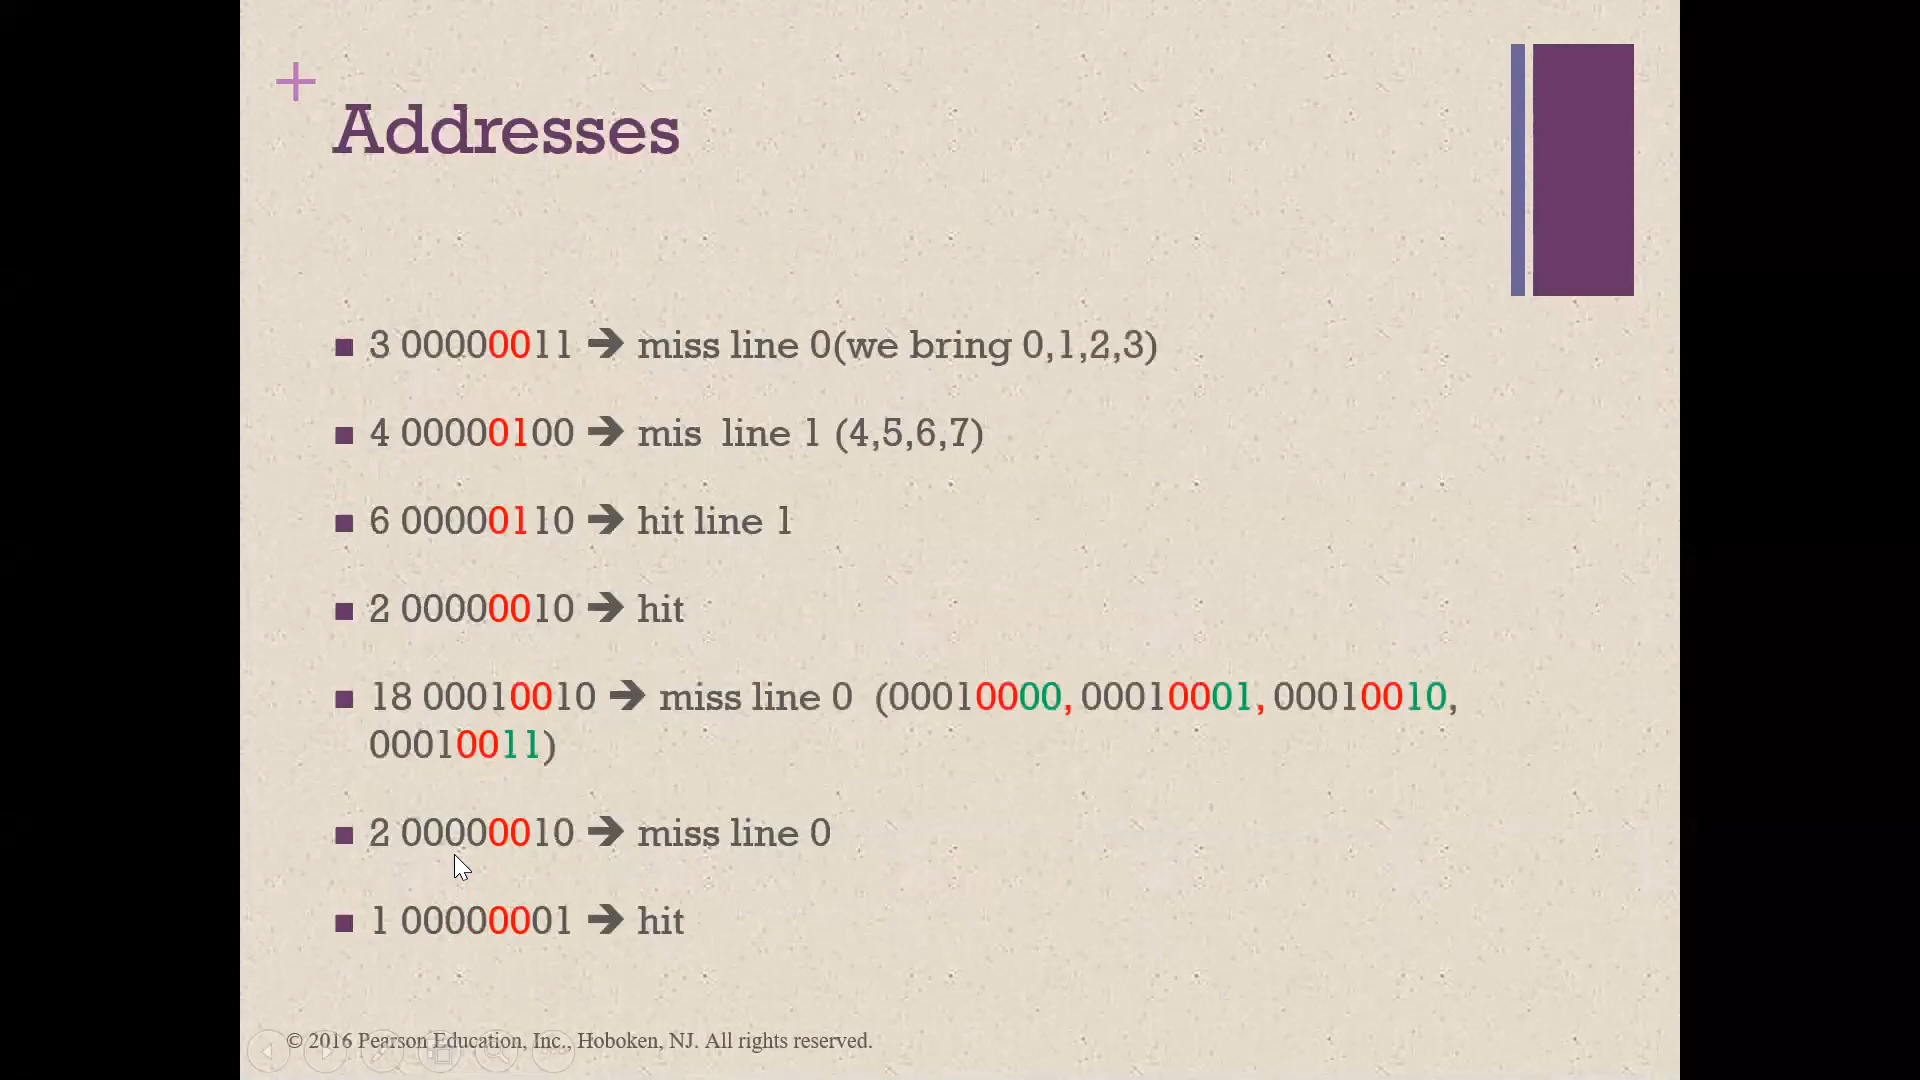 +
Addresses
■ 3 00000011 🡺 miss line 0(we bring 0,1,2,3)
■ 4 00000100 🡺 mis  line 1 (4,5,6,7)
■ 6 00000110 🡺 hit line 1
■ 2 00000010 🡺 hit
■ 18 00010010 🡺 miss line 0  (00010000, 00010001, 00010010,
00010011)
■ 2 00000010 🡺 miss line 0
■ 1 00000001 🡺 hit
© 2016 Pearson Education, Inc., Hoboken, NJ. All rights reserved.